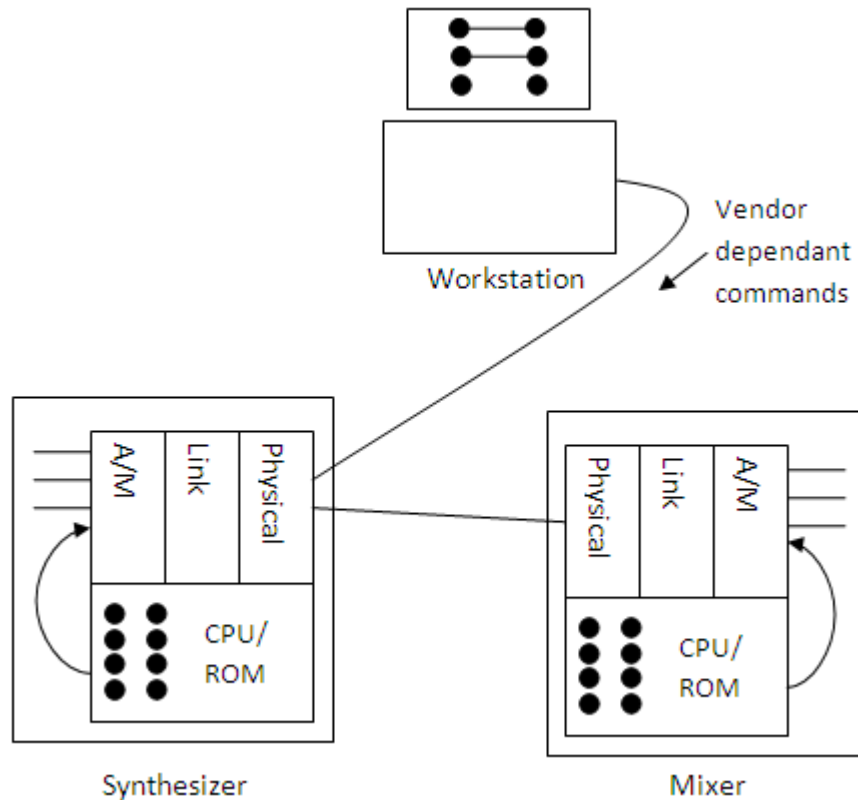 Vendor
dependant
commands
Workstation
A/M
Link
Physical
CPU/
ROM
Synthesizer
Physical
Link
A/M
CPU/
ROM
Mixer